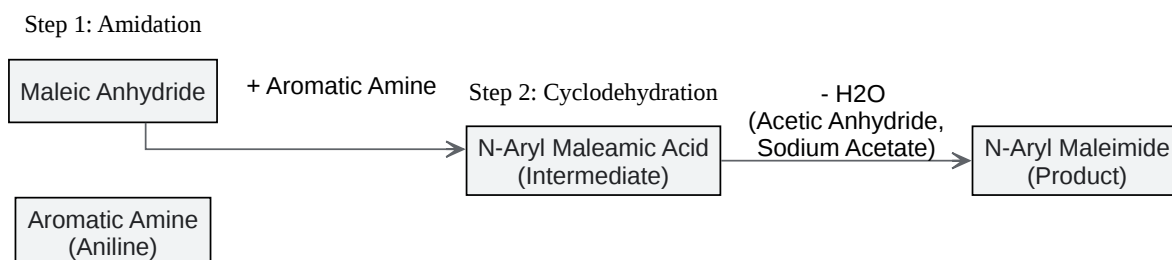 Step 1: Amidation
Maleic Anhydride
+ Aromatic Amine
Step 2: Cyclodehydration
- H2O
(Acetic Anhydride,
Sodium Acetate)
N-Aryl Maleamic Acid
(Intermediate)
N-Aryl Maleimide
(Product)
Aromatic Amine
(Aniline)